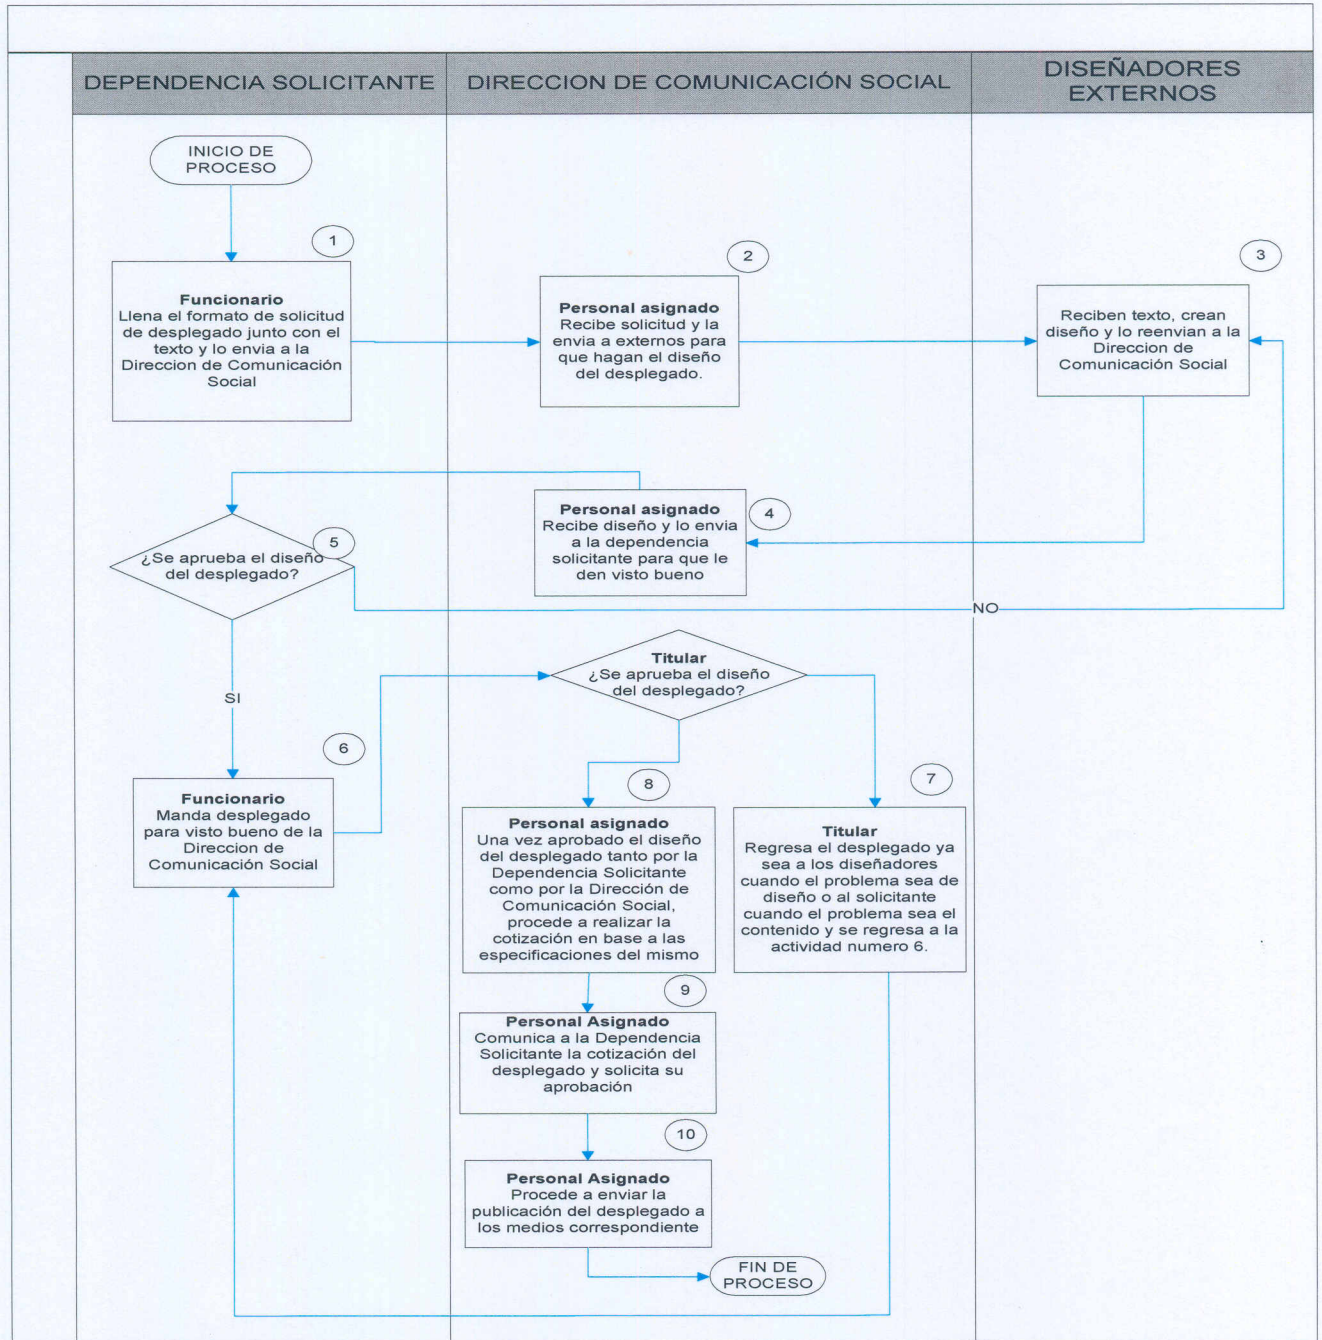 DEPENDENCIA SOLICITANTE
DIRECCION DE COMUNICACIÓN SOCIAL
DISEÑADORES
EXTERNOS
INICIO DE
PROCESO
1
Funcionario
Llena el formato de solicitud
de desplegado junto con el
texto y lo envia a la
Direccion de Comunicación
Social
2
Personal asignado
Recibe solicitud y la
envia a externos para
que hagan el diseño
del desplegado.
3
Reciben texto, crean
diseño y lo reenvian a la
Direccion de
Comunicación Social
4
Personal asignado
Recibe diseño y lo envia
a la dependencia
solicitante para que le
den visto bueno
5
¿Se aprueba el diseño
del desplegado?
NO
SI
Titular
¿Se aprueba el diseño
del desplegado?
6
Funcionario
Manda desplegado
para visto bueno de la
Direccion de
Comunicación Social
8
Personal asignado
Una vez aprobado el diseño
del desplegado tanto por la
Dependencia Solicitante
como por la Dirección de
Comunicación Social,
procede a realizar la
cotización en base a las
especificaciones del mismo
7
Titular
Regresa el desplegado ya
sea a los diseñadores
cuando el problema sea de
diseño o al solicitante
cuando el problema sea el
contenido y se regresa a la
actividad numero 6.
9
Personal Asignado
Comunica a la Dependencia
Solicitante la cotización del
desplegado y solicita su
aprobación
10
Personal Asignado
Procede a enviar la
publicación del desplegado a
los medios correspondiente
FIN DE
PROCESO